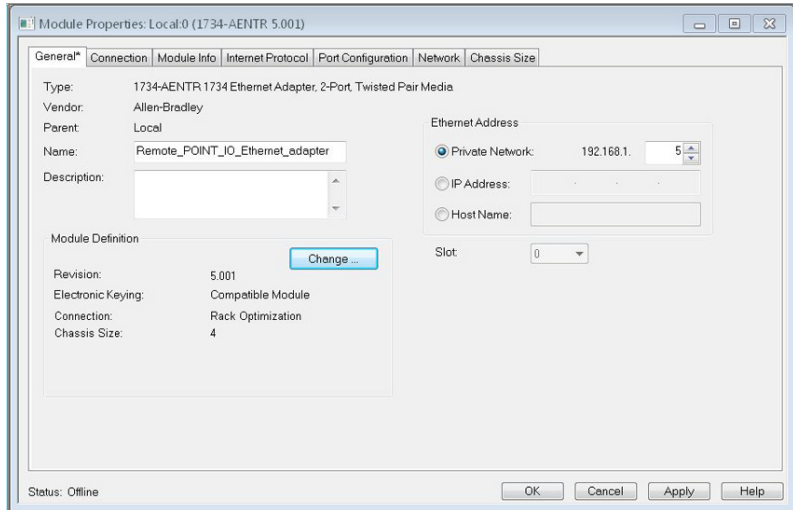 Module Properties: Local:0 (1734-AENTR 5.001)
General* Connection Module Info Internet Protocol Port Configuration Network Chassis Size
Type: 1734-AENTR 1734 Ethernet Adapter, 2-Port, Twisted Pair Media
Vendor: Allen-Bradley
Parent: Local
Name: Remote_POINT_IO_Ethernet_adapter
Description:
Ethernet Address
Private Network: 192.168.1. 5
IP Address: . . .
Host Name:
Slot: 0
Module Definition
Change ...
Revision: 5.001
Electronic Keying: Compatible Module
Connection: Rack Optimization
Chassis Size: 4
Status: Offline
OK Cancel Apply Help